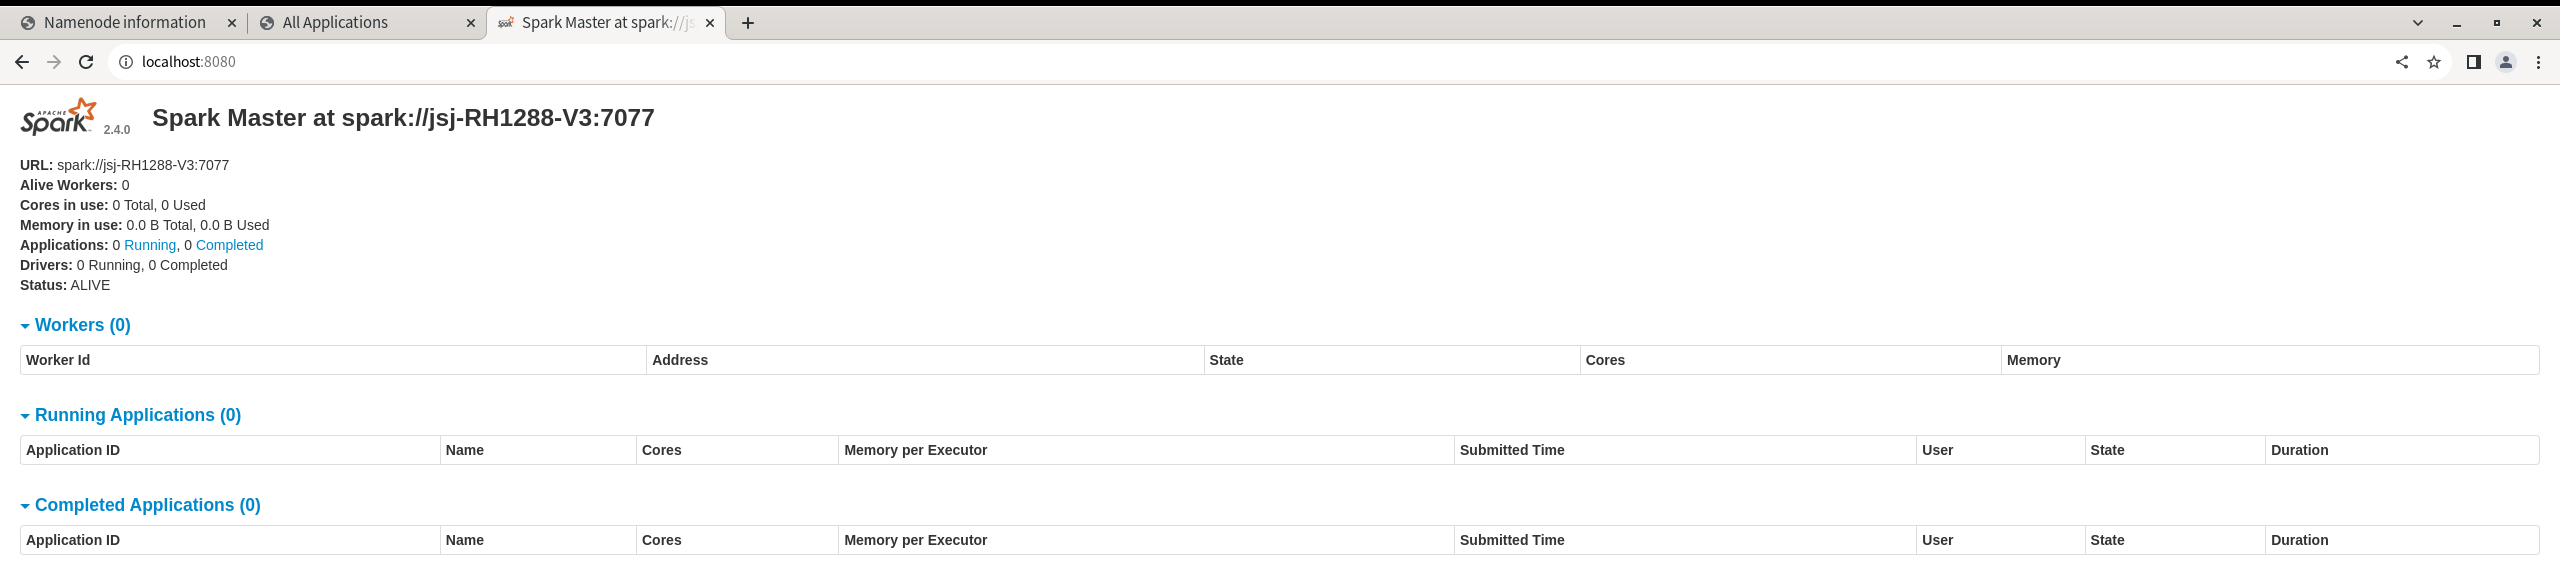 Namenode information All Applications Spark Master at spark://js
localhost:8080
APACHE Spark 2.4.0 Spark Master at spark://jsj-RH1288-V3:7077
URL: spark://jsj-RH1288-V3:7077
Alive Workers: 0
Cores in use: 0 Total, 0 Used
Memory in use: 0.0 B Total, 0.0 B Used
Applications: 0 Running, 0 Completed
Drivers: 0 Running, 0 Completed
Status: ALIVE
Workers (0)
Worker Id Address State Cores Memory
Running Applications (0)
Application ID Name Cores Memory per Executor Submitted Time User State Duration
Completed Applications (0)
Application ID Name Cores Memory per Executor Submitted Time User State Duration